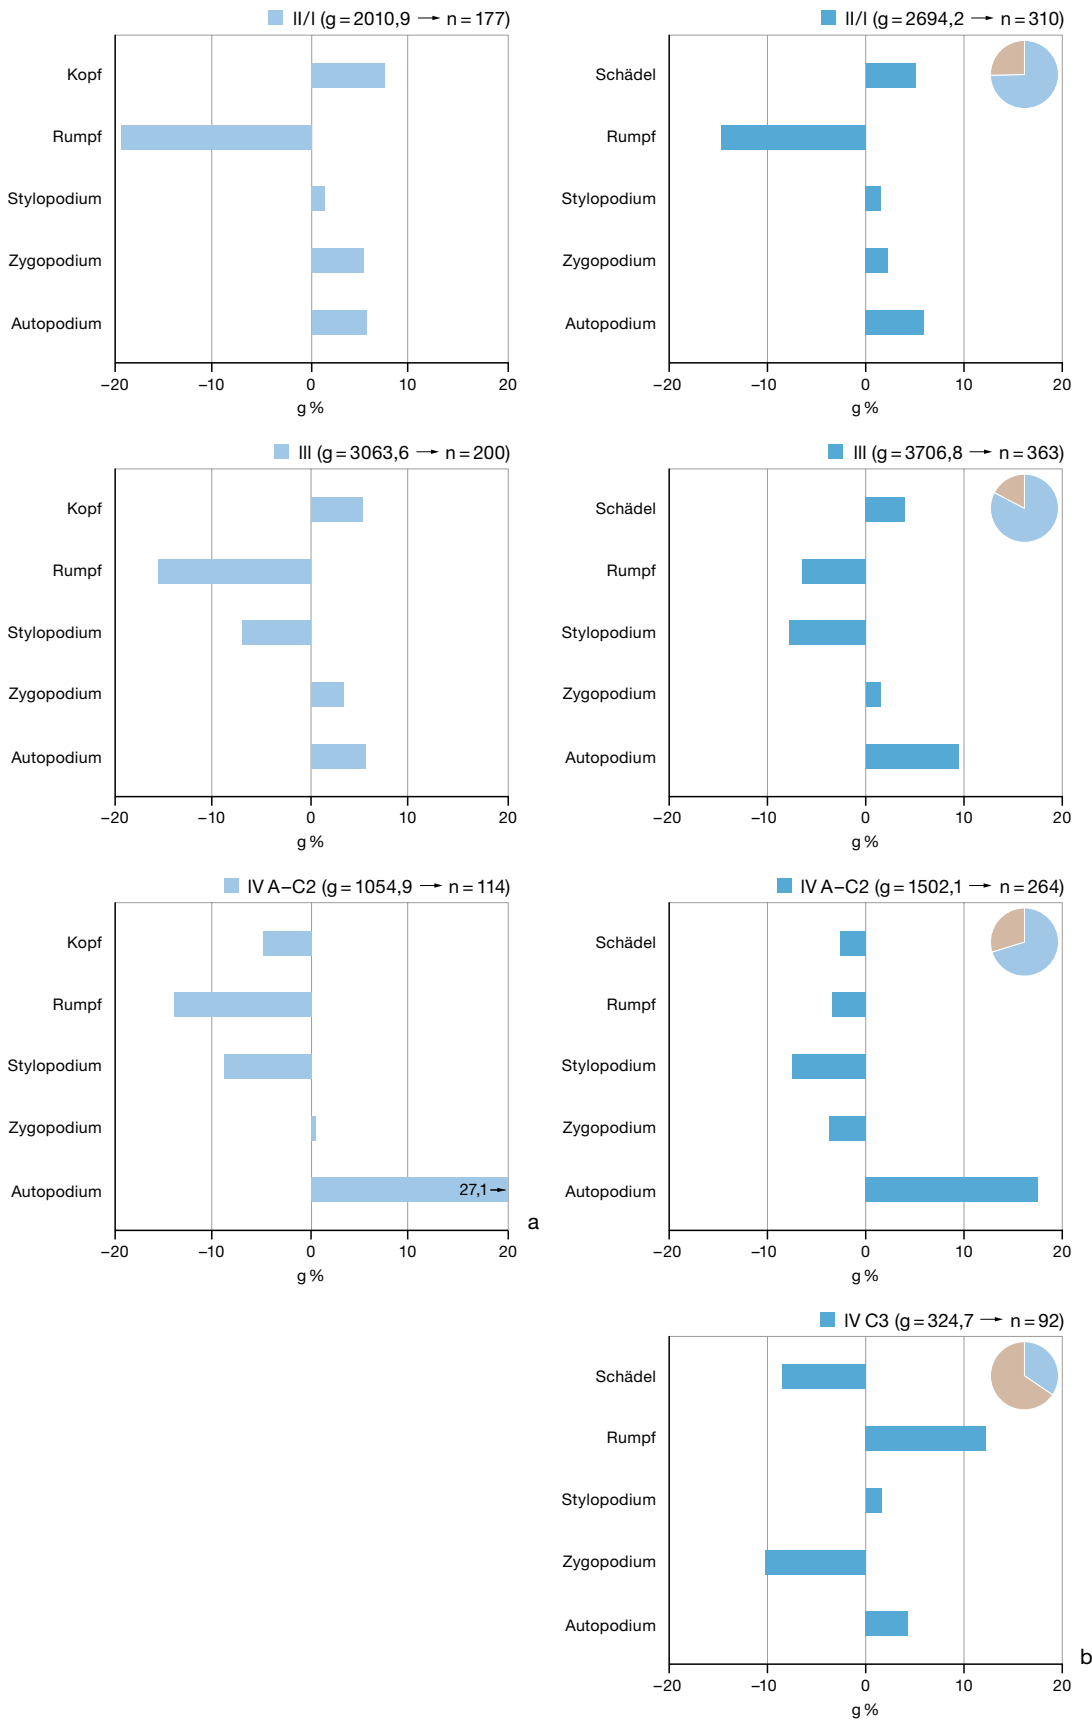 II/I (g = 2010,9 → n = 177)
Kopf
Rumpf
Stylopodium
Zygopodium
Autopodium
−20 −10 0 10 20
g %
II/I (g = 2694,2 → n = 310)
Schädel
Rumpf
Stylopodium
Zygopodium
Autopodium
−20 −10 0 10 20
g %
III (g = 3063,6 → n = 200)
Kopf
Rumpf
Stylopodium
Zygopodium
Autopodium
−20 −10 0 10 20
g %
III (g = 3706,8 → n = 363)
Schädel
Rumpf
Stylopodium
Zygopodium
Autopodium
−20 −10 0 10 20
g %
IV A–C2 (g = 1054,9 → n = 114)
Kopf
Rumpf
Stylopodium
Zygopodium
Autopodium
27,1→
−20 −10 0 10 20
g %
a
IV A–C2 (g = 1502,1 → n = 264)
Schädel
Rumpf
Stylopodium
Zygopodium
Autopodium
−20 −10 0 10 20
g %
IV C3 (g = 324,7 → n = 92)
Schädel
Rumpf
Stylopodium
Zygopodium
Autopodium
−20 −10 0 10 20
g %
b